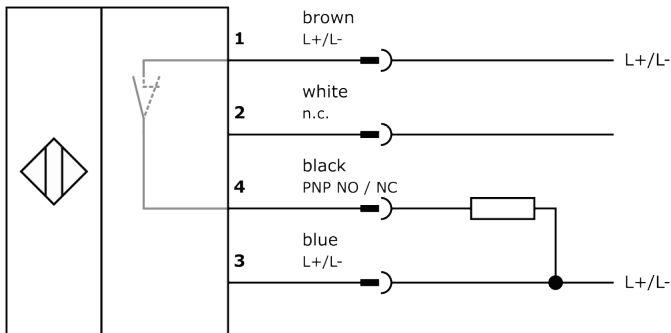 brown
1 L+/L- L+/L-
white
2 n.c.
black
4 PNP NO / NC
blue
3 L+/L- L+/L-